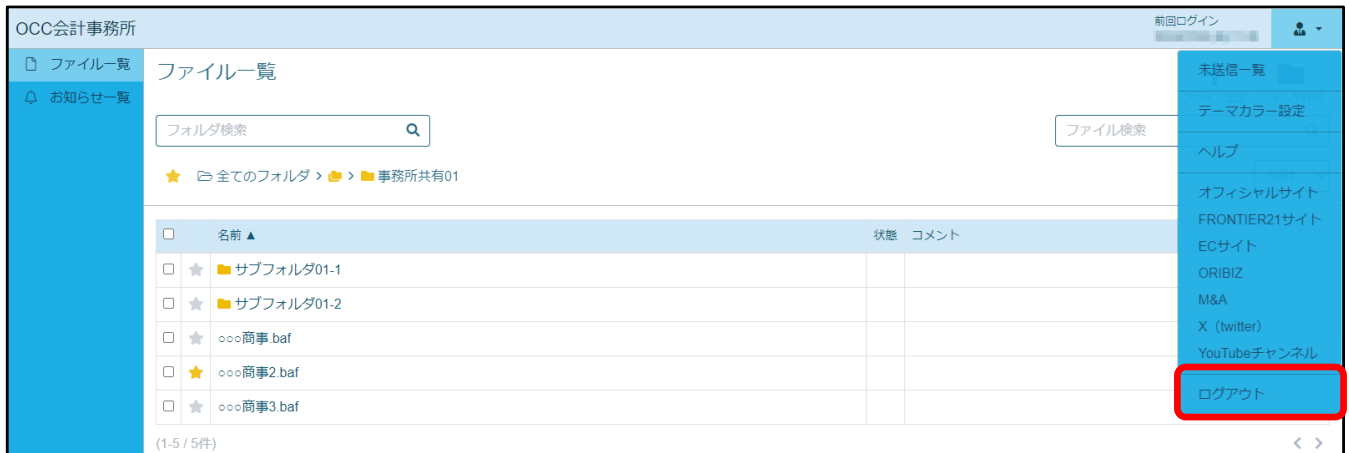 OCC会計事務所
前回ログイン
ファイル一覧
お知らせ一覧
ファイル一覧
フォルダ検索
ファイル検索
全てのフォルダ > > 事務所共有01
名前▲ 状態 コメント
サブフォルダ01-1
サブフォルダ01-2
○○○商事.baf
○○○商事2.baf
○○○商事3.baf
(1-5 / 5件)
< >
未送信一覧
テーマカラー設定
ヘルプ
オフィシャルサイト
FRONTIER21サイト
ECサイト
ORIBIZ
M&A
X（twitter）
YouTubeチャンネル
ログアウト